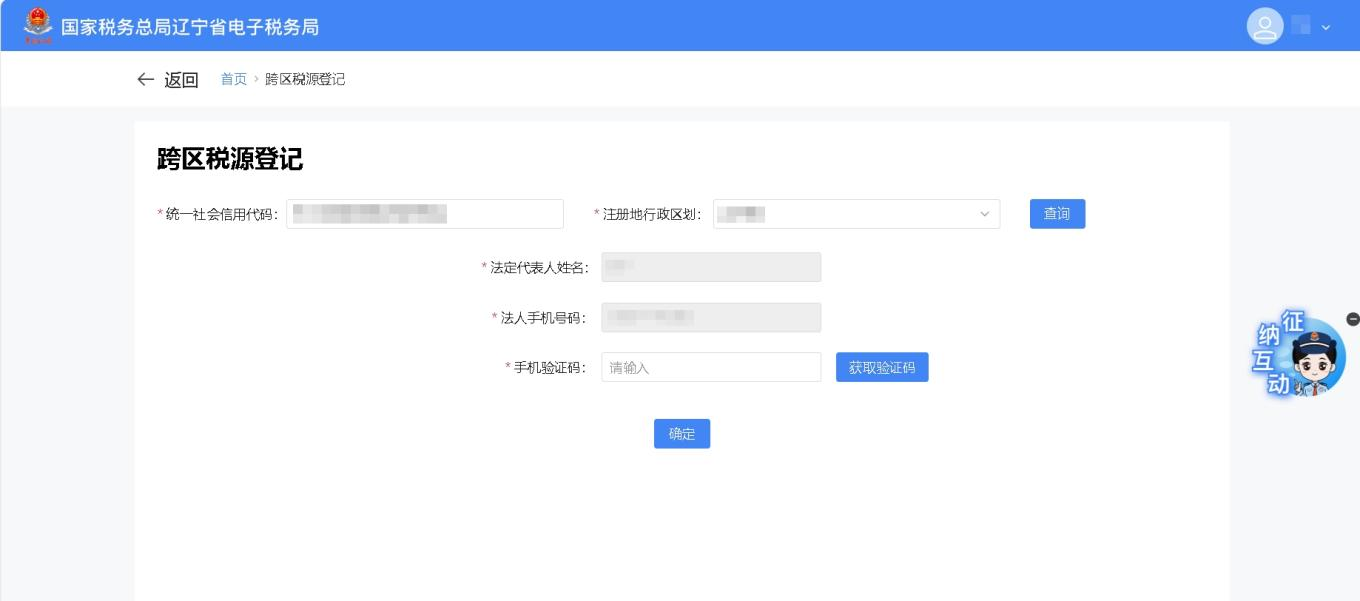 国家税务总局辽宁省电子税务局
返回 首页 > 跨区税源登记
跨区税源登记
*统一社会信用代码: *注册地行政区划: 查询
*法定代表人姓名:
*法人手机号码:
*手机验证码: 请输入 获取验证码
确定
征纳互动